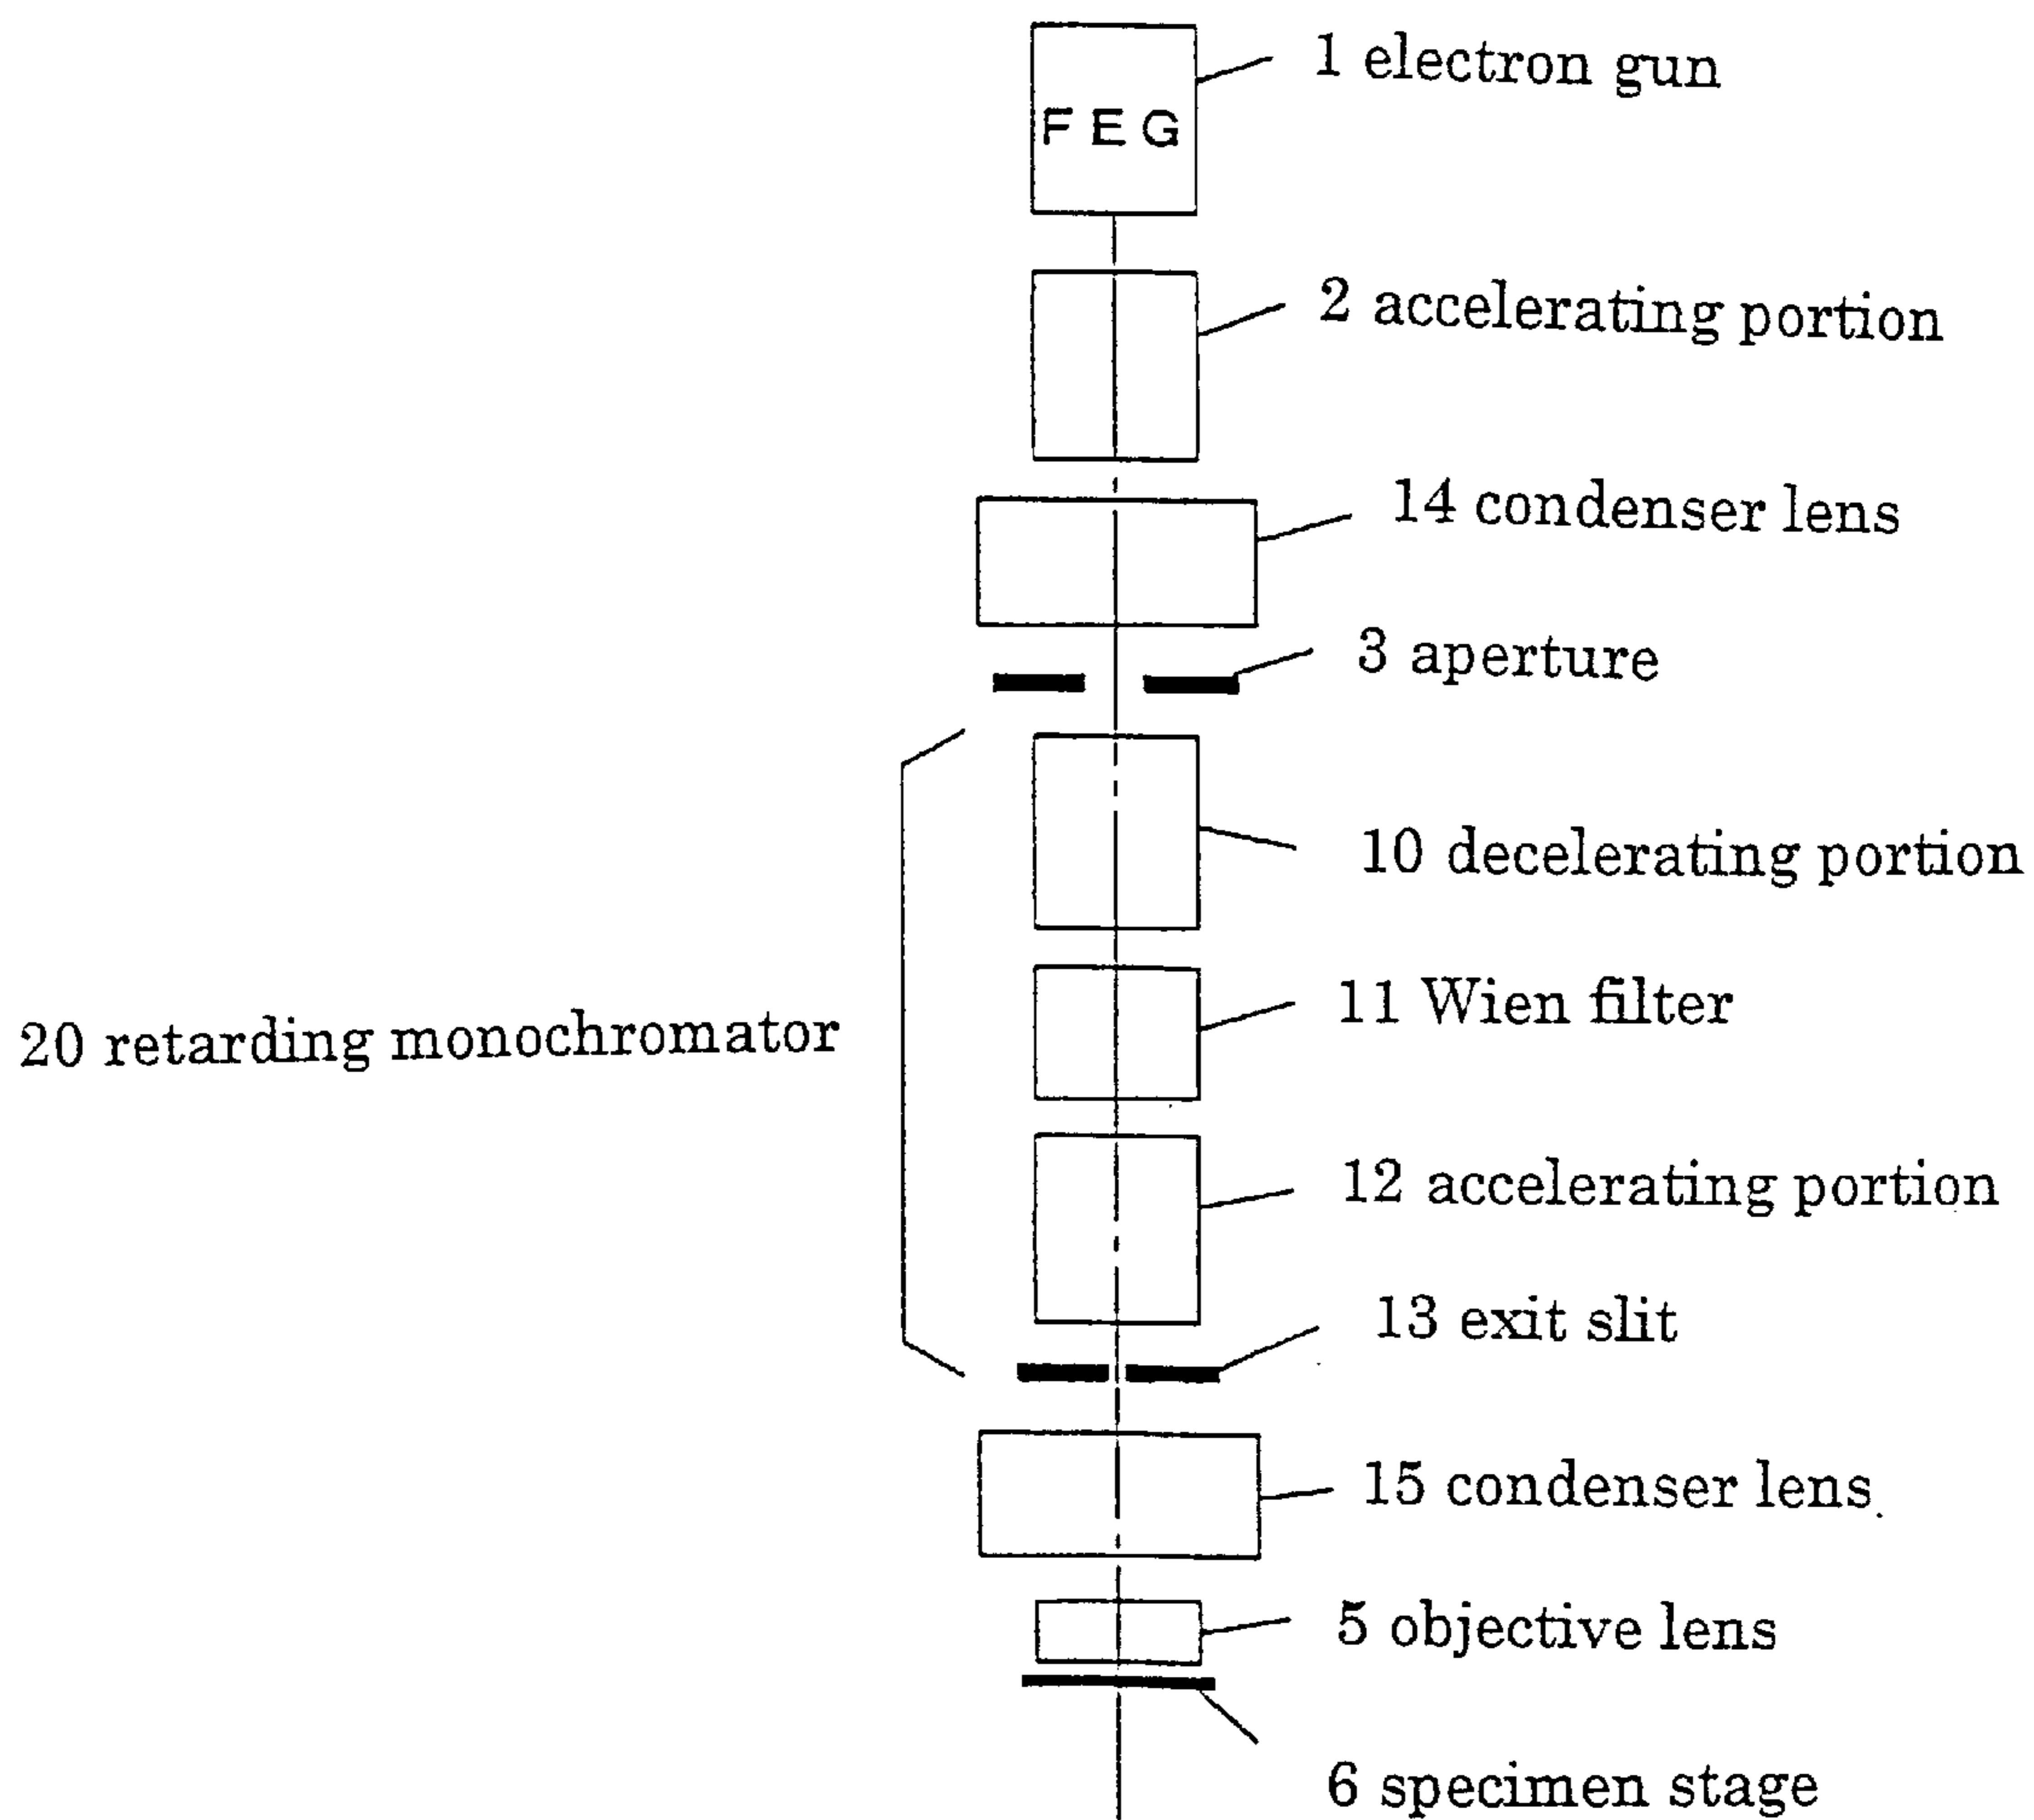 1 electron gun
FEG
2 accelerating portion
14 condenser lens
3 aperture
10 decelerating portion
11 Wien filter
20 retarding monochromator
12 accelerating portion
13 exit slit
15 condenser lens
5 objective lens
6 specimen stage